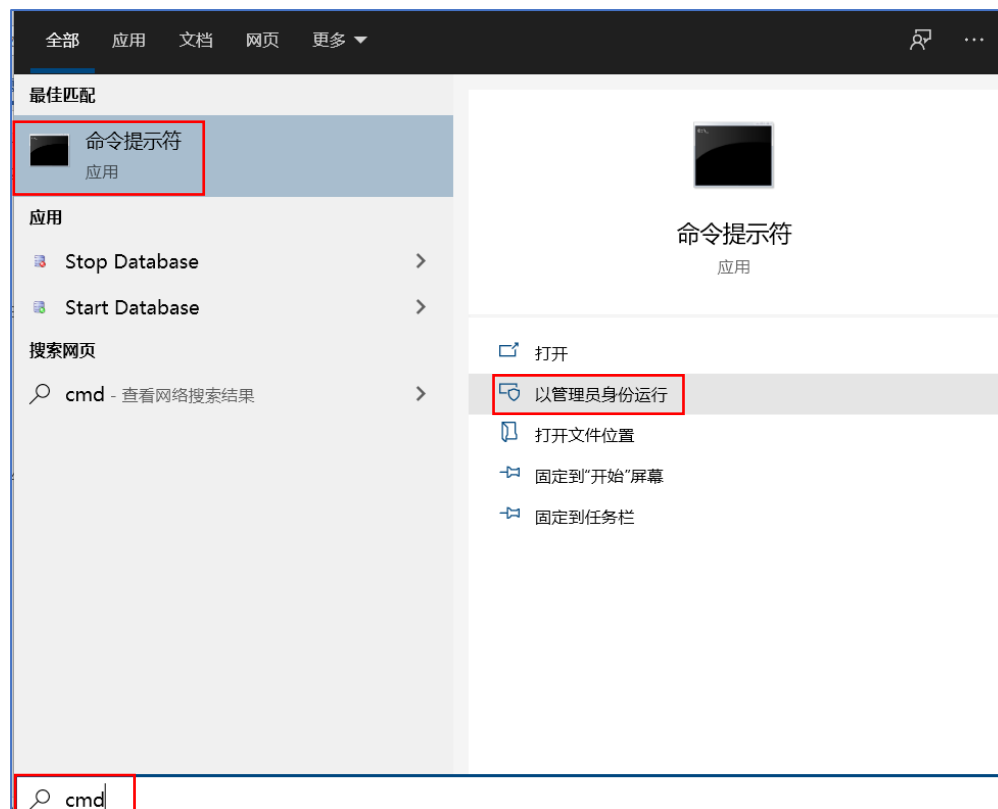 全部 应用 文档 网页 更多
最佳匹配
命令提示符
应用
应用
Stop Database
Start Database
搜索网页
cmd - 查看网络搜索结果
命令提示符
应用
打开
以管理员身份运行
打开文件位置
固定到"开始"屏幕
固定到任务栏
cmd